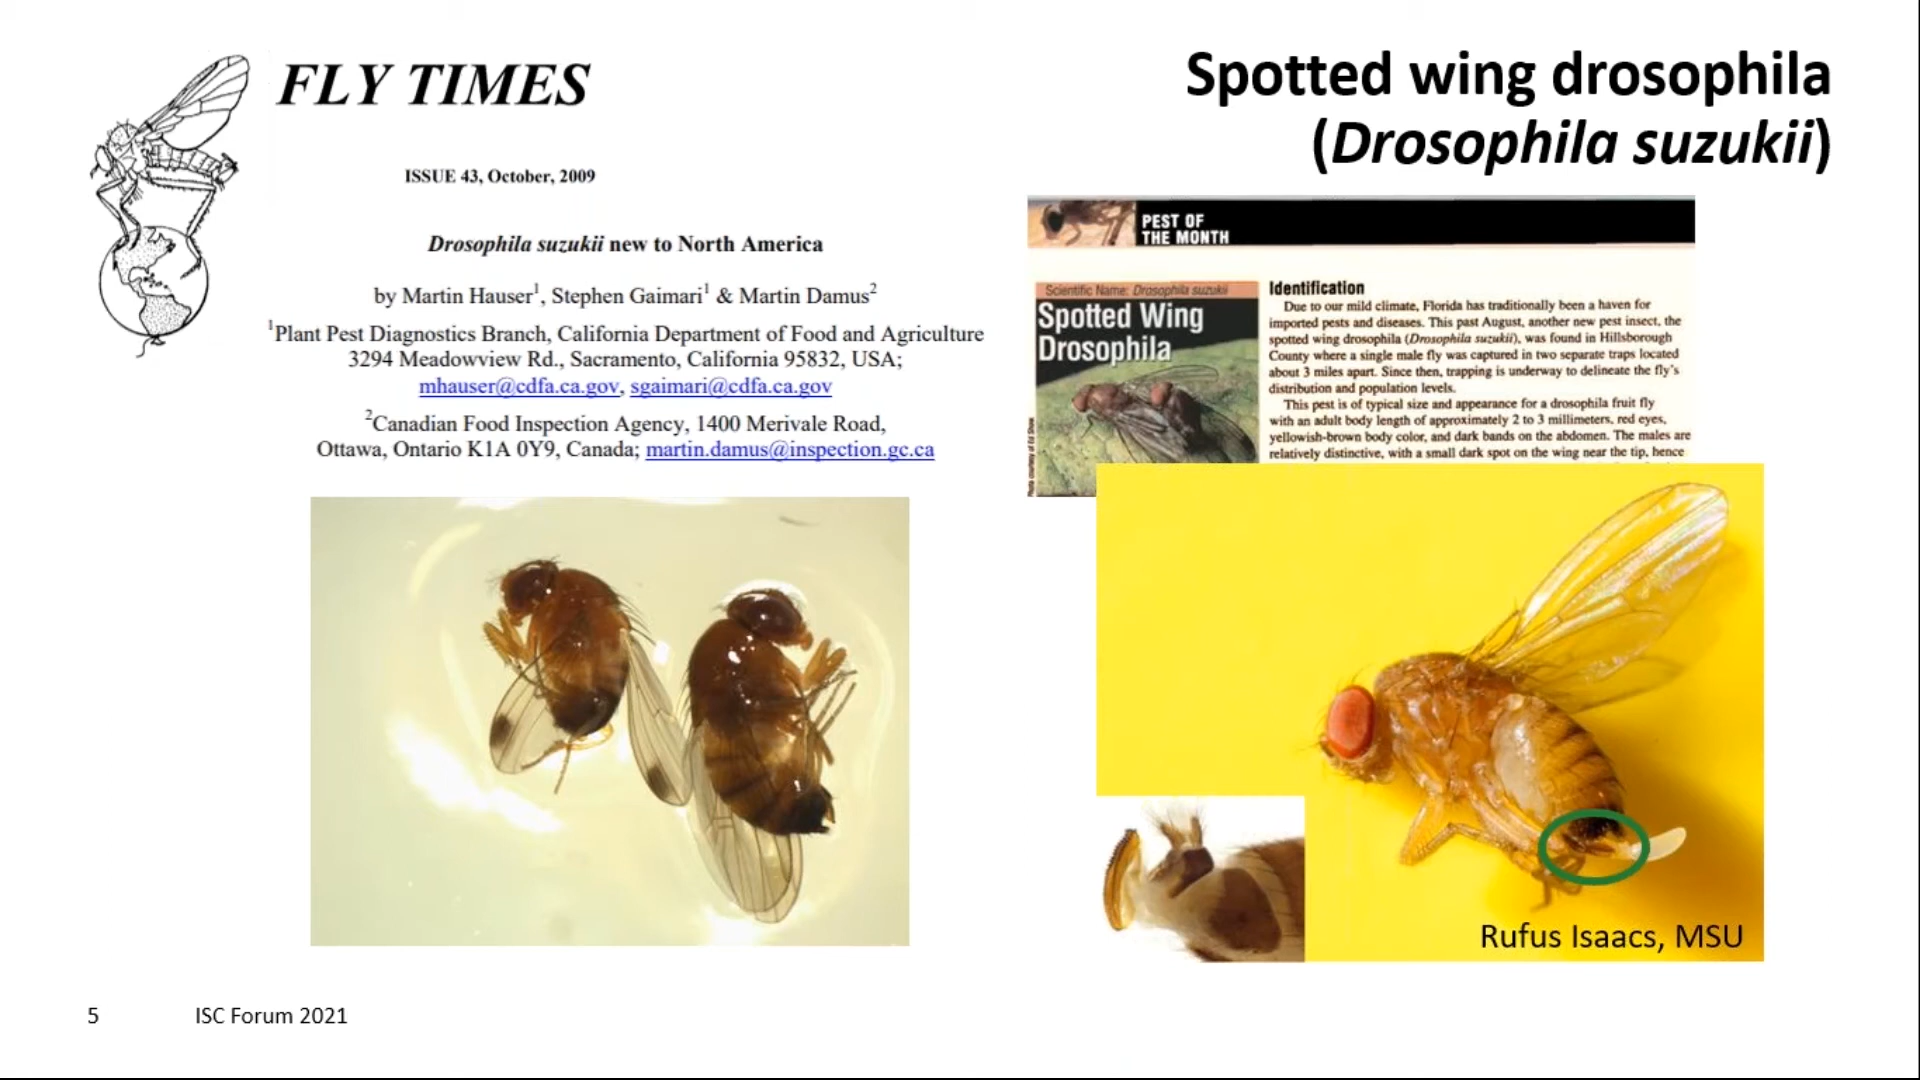 FLY TIMES
ISSUE 43, October, 2009
Drosophila suzukii new to North America
by Martin Hauser1, Stephen Gaimari1 & Martin Damus2
1Plant Pest Diagnostics Branch, California Department of Food and Agriculture
3294 Meadowview Rd., Sacramento, California 95832, USA;
mhauser@cdfa.ca.gov, sgaimari@cdfa.ca.gov
2Canadian Food Inspection Agency, 1400 Merivale Road,
Ottawa, Ontario K1A 0Y9, Canada; martin.damus@inspection.gc.ca
Spotted wing drosophila
(Drosophila suzukii)
PEST OF
THE MONTH
Scientific Name: Drosophila suzukii
Spotted Wing
Drosophila
Photo courtesy of Ed Show
Identification
Due to our mild climate, Florida has traditionally been a haven for
imported pests and diseases. This past August, another new pest insect, the
spotted wing drosophila (Drosophila suzukii), was found in Hillsborough
County where a single male fly was captured in two separate traps located
about 3 miles apart. Since then, trapping is underway to delineate the fly's
distribution and population levels.
This pest is of typical size and appearance for a drosophila fruit fly
with an adult body length of approximately 2 to 3 millimeters, red eyes,
yellowish-brown body color, and dark bands on the abdomen. The males are
relatively distinctive, with a small dark spot on the wing near the tip, hence
Rufus Isaacs, MSU
5
ISC Forum 2021